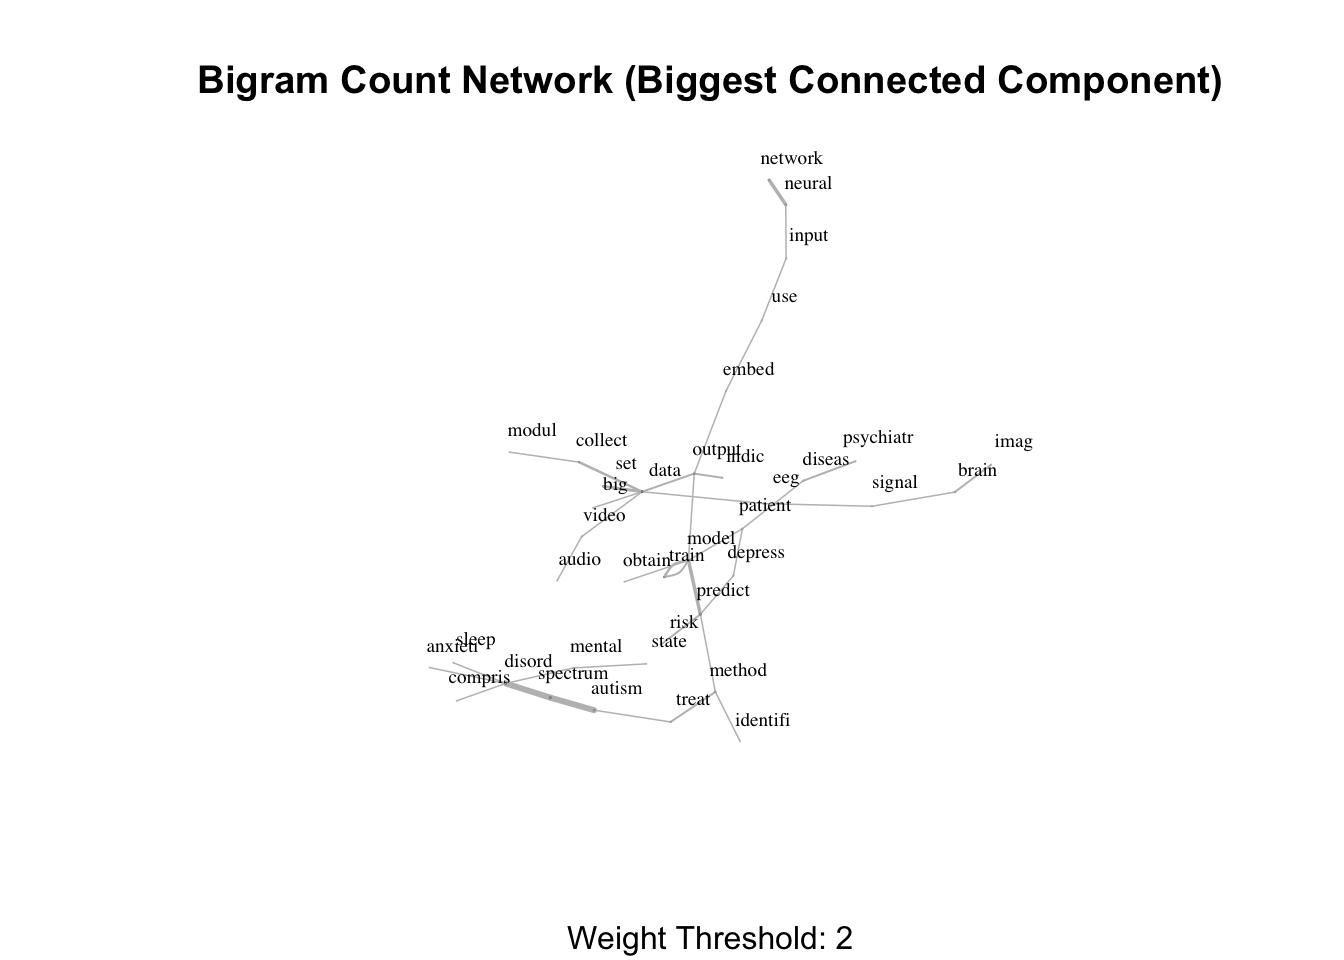 Bigram Count Network (Biggest Connected Component)
network
neural
input
use
embed
modul
collect
output
indic
psychiatr
imag
set
data
diseas
brain
big
eeg
signal
video
patient
model
audio
obtain
train
depress
predict
risk
state
sleep
anxieti
mental
disord
compris
spectrum
autism
method
treat
identifi
Weight Threshold: 2